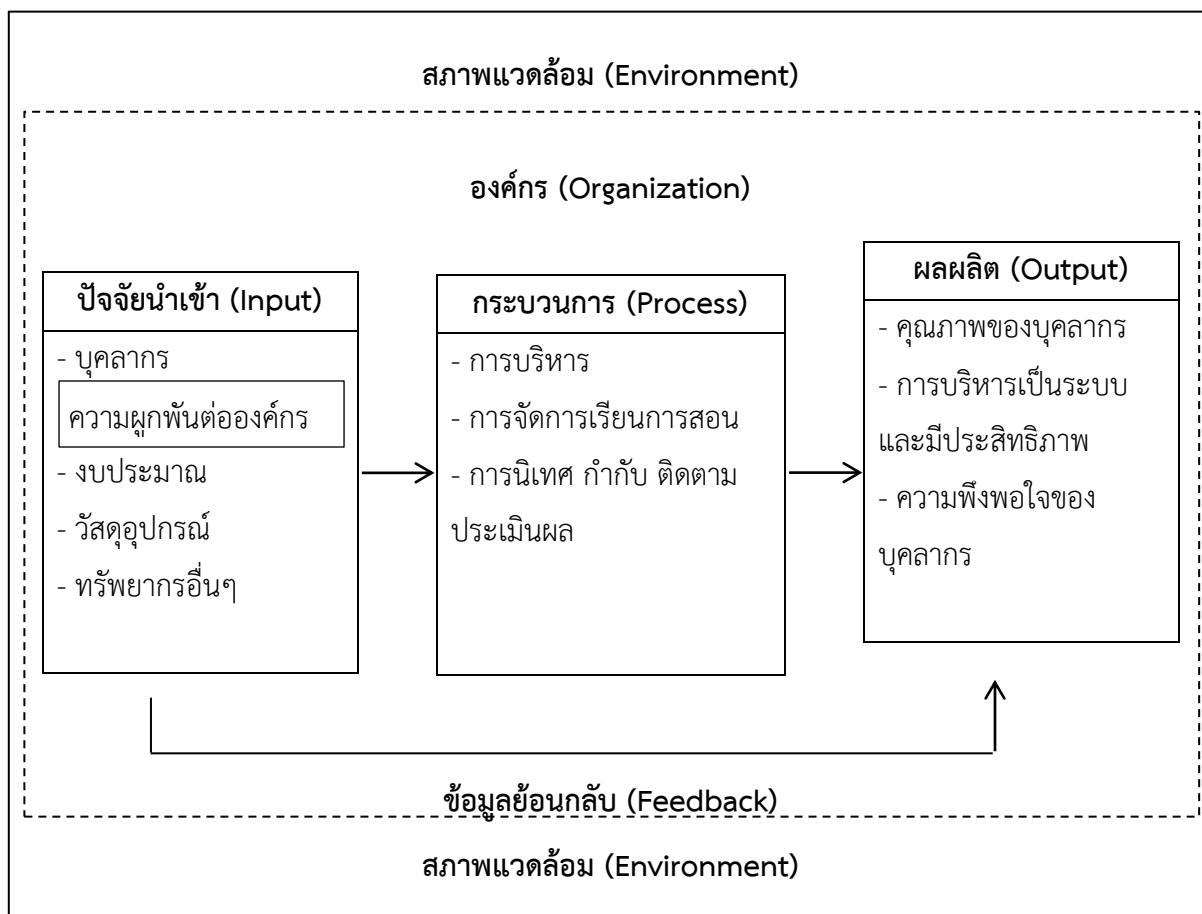 สภาพแวดล้อม (Environment)
องค์กร (Organization)
ปัจจัยนำเข้า (Input)
- บุคลากร
ความผูกพันต่อองค์กร
- งบประมาณ
- วัสดุอุปกรณ์
- ทรัพยากรอื่นๆ
กระบวนการ (Process)
- การบริหาร
- การจัดการเรียนการสอน
- การนิเทศ กำกับ ติดตาม
ประเมินผล
ผลผลิต (Output)
- คุณภาพของบุคลากร
- การบริหารเป็นระบบ
และมีประสิทธิภาพ
- ความพึงพอใจของ
บุคลากร
ข้อมูลย้อนกลับ (Feedback)
สภาพแวดล้อม (Environment)